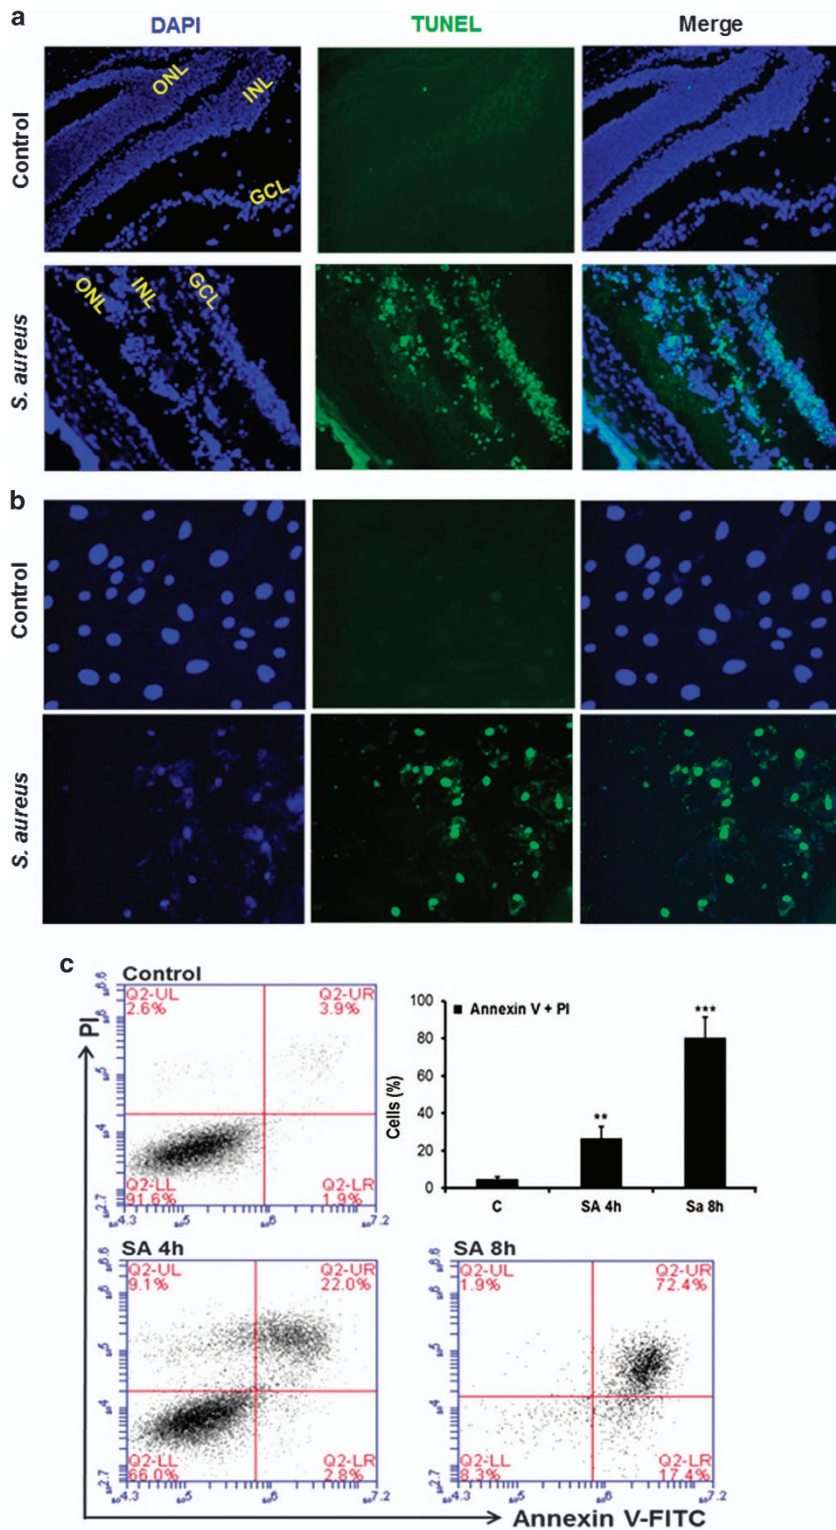 a
DAPI TUNEL Merge
Control
ONL
INL
GCL
S. aureus
ONL
INL
GCL
b
Control
S. aureus
c
Control
PI
Q2-UL
2.6%
Q2-UR
3.9%
Q2-LL
91.6%
Q2-LR
1.9%
100
80
60
40
20
0
Cells (%)
Annexin V + PI
**
***
C SA 4h Sa 8h
SA 4h
Q2-UL
9.1%
Q2-UR
22.0%
Q2-LL
66.0%
Q2-LR
2.8%
SA 8h
Q2-UL
1.9%
Q2-UR
72.4%
Q2-LL
8.3%
Q2-LR
17.4%
Annexin V-FITC